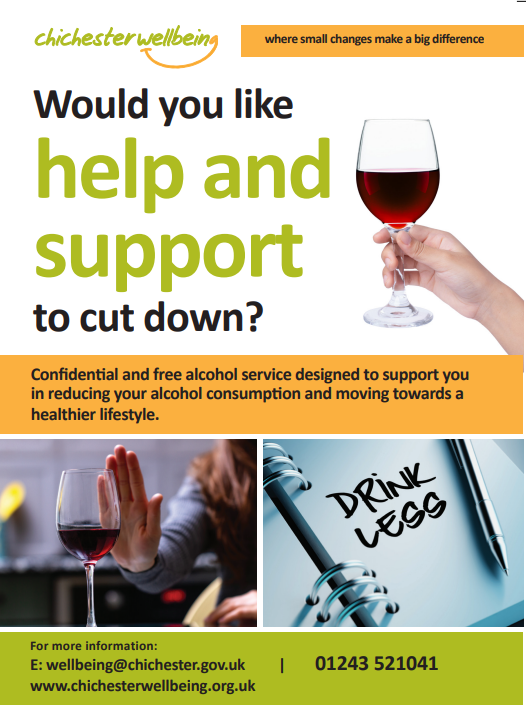 chichesterwellbeing
where small changes make a big difference
Would you like
help and
support
to cut down?
Confidential and free alcohol service designed to support you
in reducing your alcohol consumption and moving towards a
healthier lifestyle.
DRINK
LESS
For more information:
E: wellbeing@chichester.gov.uk | 01243 521041
www.chichesterwellbeing.org.uk